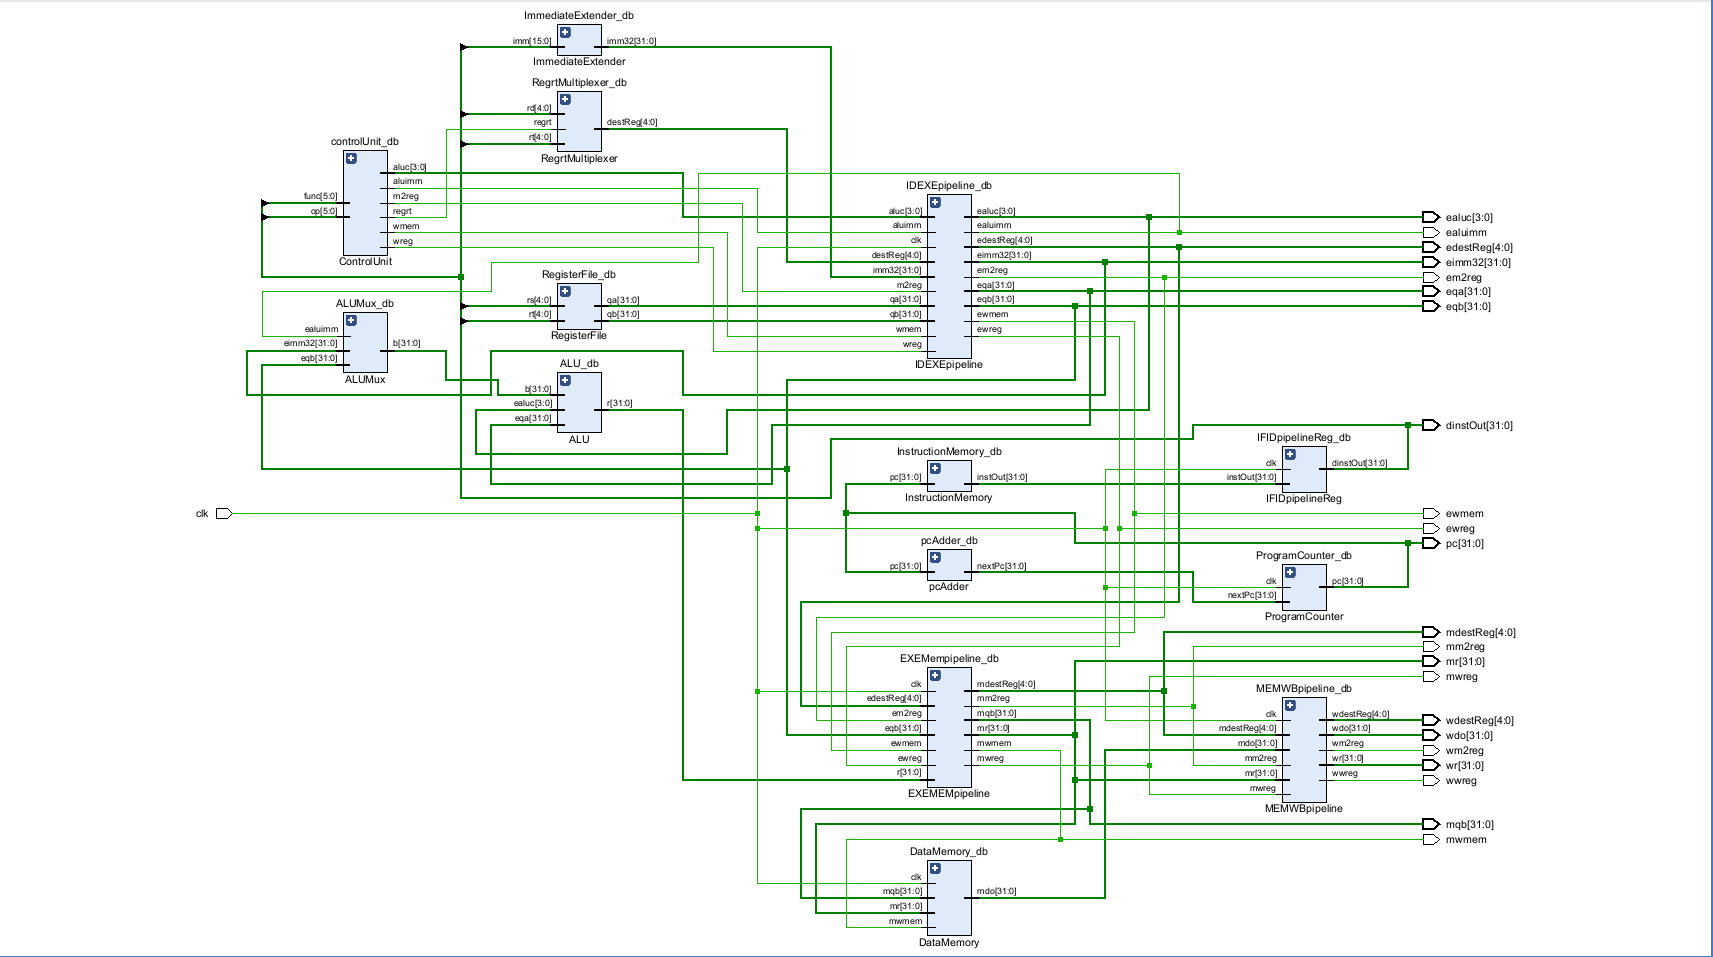 ImmediateExtender_db
imm[15:0]
imm32[31:0]
ImmediateExtender
RegrtMultiplexer_db
rd[4:0]
regrt
rt[4:0]
destReg[4:0]
RegrtMultiplexer
controlUnit_db
func[5:0]
op[5:0]
aluc[3:0]
aluimm
m2reg
regrt
wmem
wreg
ControlUnit
RegisterFile_db
rs[4:0]
rt[4:0]
qa[31:0]
qb[31:0]
RegisterFile
ALUMux_db
ealuimm
eimm32[31:0]
eqb[31:0]
b[31:0]
ALUMux
ALU_db
b[31:0]
ealuc[3:0]
eqa[31:0]
r[31:0]
ALU
IDEXEpipeline_db
aluc[3:0]
aluimm
clk
destReg[4:0]
imm32[31:0]
m2reg
qa[31:0]
qb[31:0]
wmem
wreg
ealuc[3:0]
ealuimm
edestReg[4:0]
eimm32[31:0]
em2reg
eqa[31:0]
eqb[31:0]
ewmem
ewreg
IDEXEpipeline
ealuc[3:0]
ealuimm
edestReg[4:0]
eimm32[31:0]
em2reg
eqa[31:0]
eqb[31:0]
dinstOut[31:0]
IFIDpipelineReg_db
clk
instOut[31:0]
dinstOut[31:0]
IFIDpipelineReg
InstructionMemory_db
pc[31:0]
instOut[31:0]
InstructionMemory
clk
ewmem
ewreg
pc[31:0]
pcAdder_db
pc[31:0]
nextPc[31:0]
pcAdder
ProgramCounter_db
clk
nextPc[31:0]
pc[31:0]
ProgramCounter
mdestReg[4:0]
mm2reg
mr[31:0]
mwreg
EXEMempipeline_db
clk
edestReg[4:0]
em2reg
eqb[31:0]
ewmem
ewreg
r[31:0]
mdestReg[4:0]
mm2reg
mqb[31:0]
mr[31:0]
mwmem
mwreg
EXEMEMpipeline
MEMWBpipeline_db
clk
mdestReg[4:0]
mdo[31:0]
mm2reg
mr[31:0]
mwreg
wdestReg[4:0]
wdo[31:0]
wm2reg
wr[31:0]
wwreg
MEMWBpipeline
wdestReg[4:0]
wdo[31:0]
wm2reg
wr[31:0]
wwreg
mqb[31:0]
mwmem
DataMemory_db
clk
mqb[31:0]
mr[31:0]
mwmem
mdo[31:0]
DataMemory